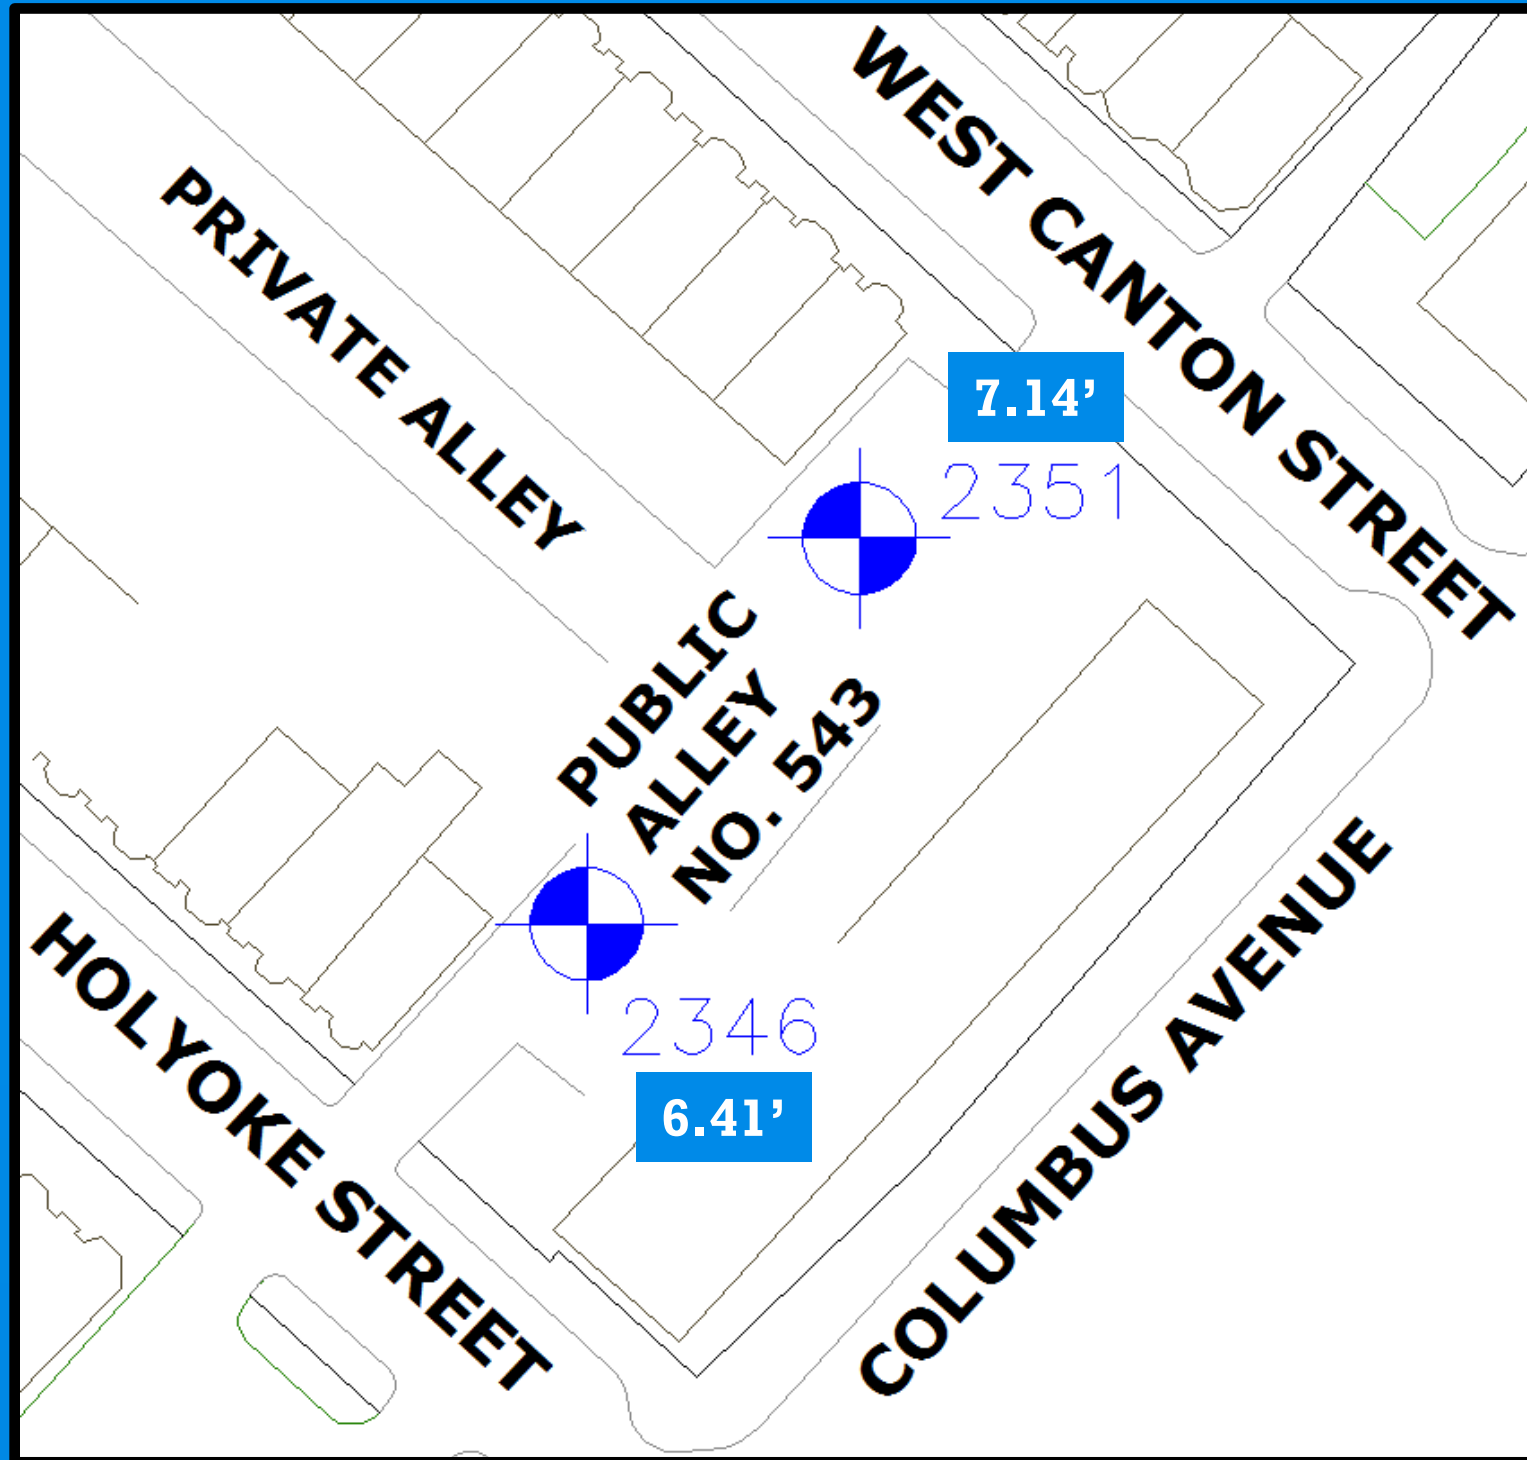 WEST CANTON STREET
PRIVATE ALLEY
7.14’
2351
PUBLIC
ALLEY
NO. 543
2346
6.41’
HOLYOKE STREET
COLUMBUS AVENUE